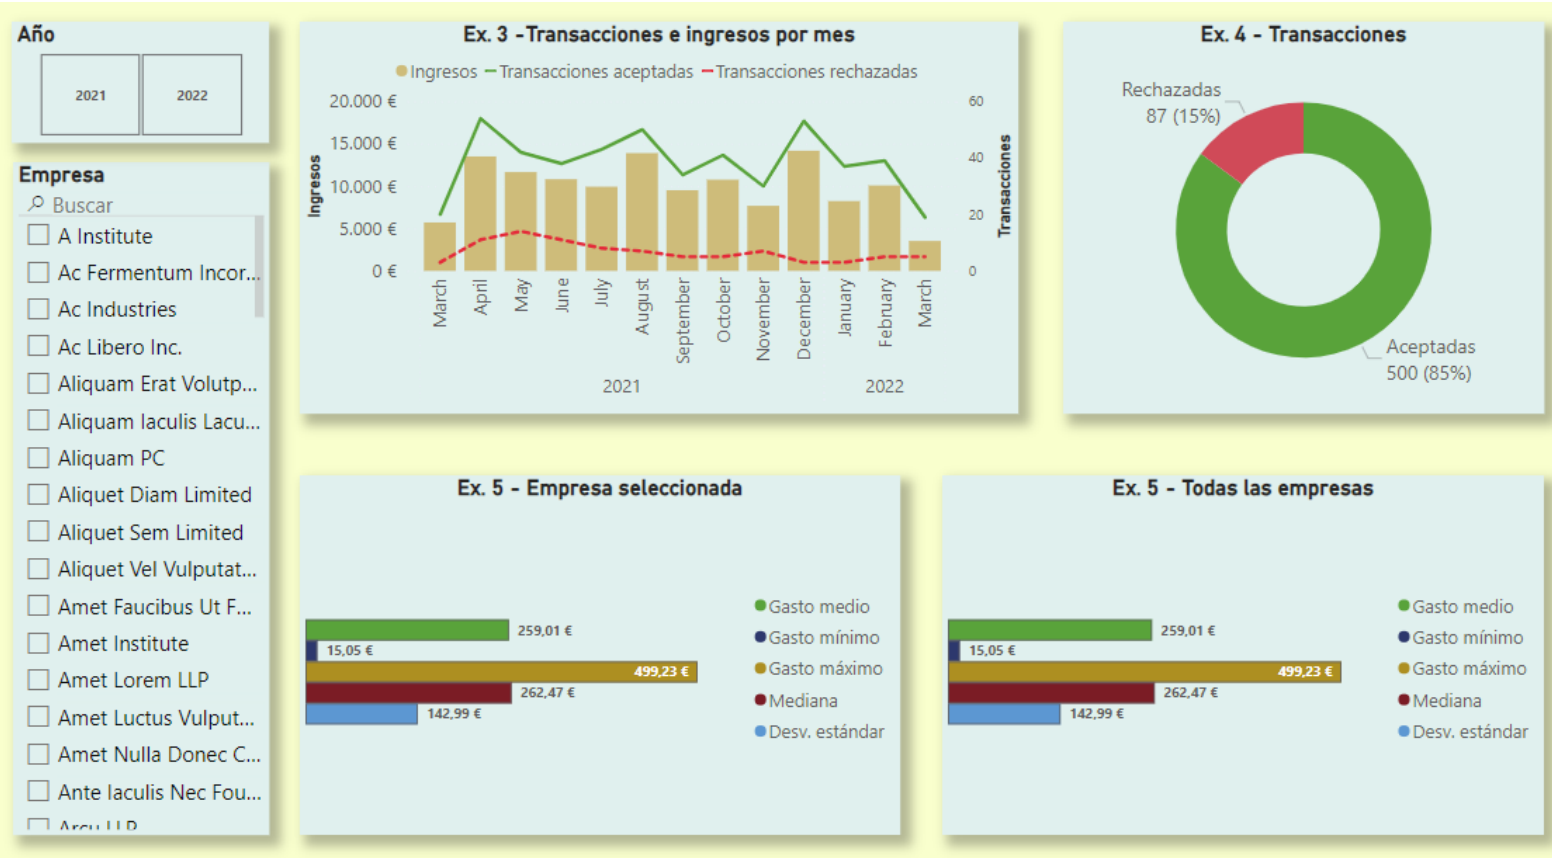 Año
2021 2022
Empresa
Buscar
A Institute
Ac Fermentum Incor...
Ac Industries
Ac Libero Inc.
Aliquam Erat Volutp...
Aliquam Iaculis Lacu...
Aliquam PC
Aliquet Diam Limited
Aliquet Sem Limited
Aliquet Vel Vulputat...
Amet Faucibus Ut F...
Amet Institute
Amet Lorem LLP
Amet Luctus Vulput...
Amet Nulla Donec C...
Ante Iaculis Nec Fou...
Arcu LLP
Ex. 3 -Transacciones e ingresos por mes
Ingresos Transacciones aceptadas Transacciones rechazadas
20.000 €
15.000 €
10.000 €
5.000 €
0 €
Ingresos
60
40
20
0
Transacciones
March
April
May
June
July
August
September
October
November
December
January
February
March
2021 2022
Ex. 4 - Transacciones
Rechazadas
87 (15%)
Aceptadas
500 (85%)
Ex. 5 - Empresa seleccionada
259,01 €
15,05 €
499,23 €
262,47 €
142,99 €
Gasto medio
Gasto mínimo
Gasto máximo
Mediana
Desv. estándar
Ex. 5 - Todas las empresas
259,01 €
15,05 €
499,23 €
262,47 €
142,99 €
Gasto medio
Gasto mínimo
Gasto máximo
Mediana
Desv. estándar